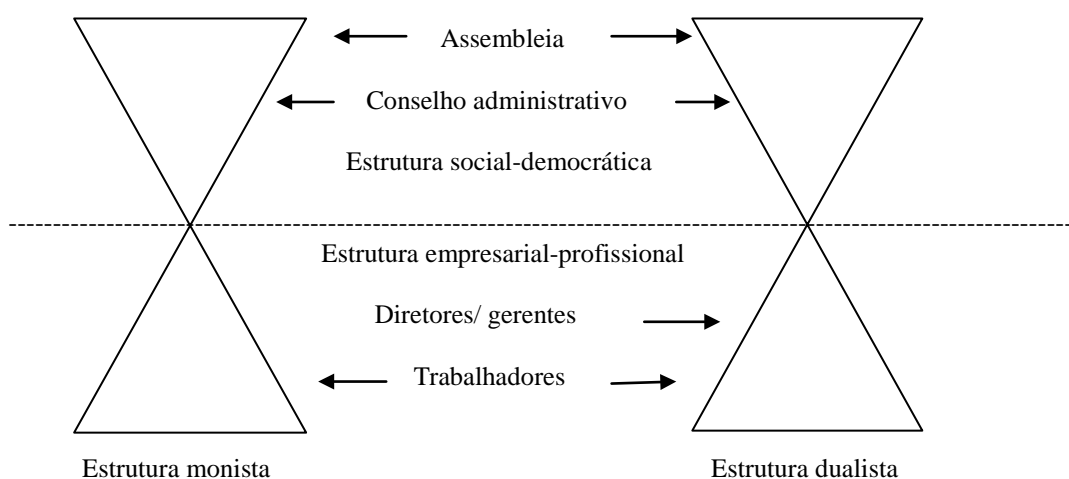 Assembleia
Conselho administrativo
Estrutura social-democrática
Estrutura empresarial-profissional
Diretores/ gerentes
Trabalhadores
Estrutura monista
Estrutura dualista